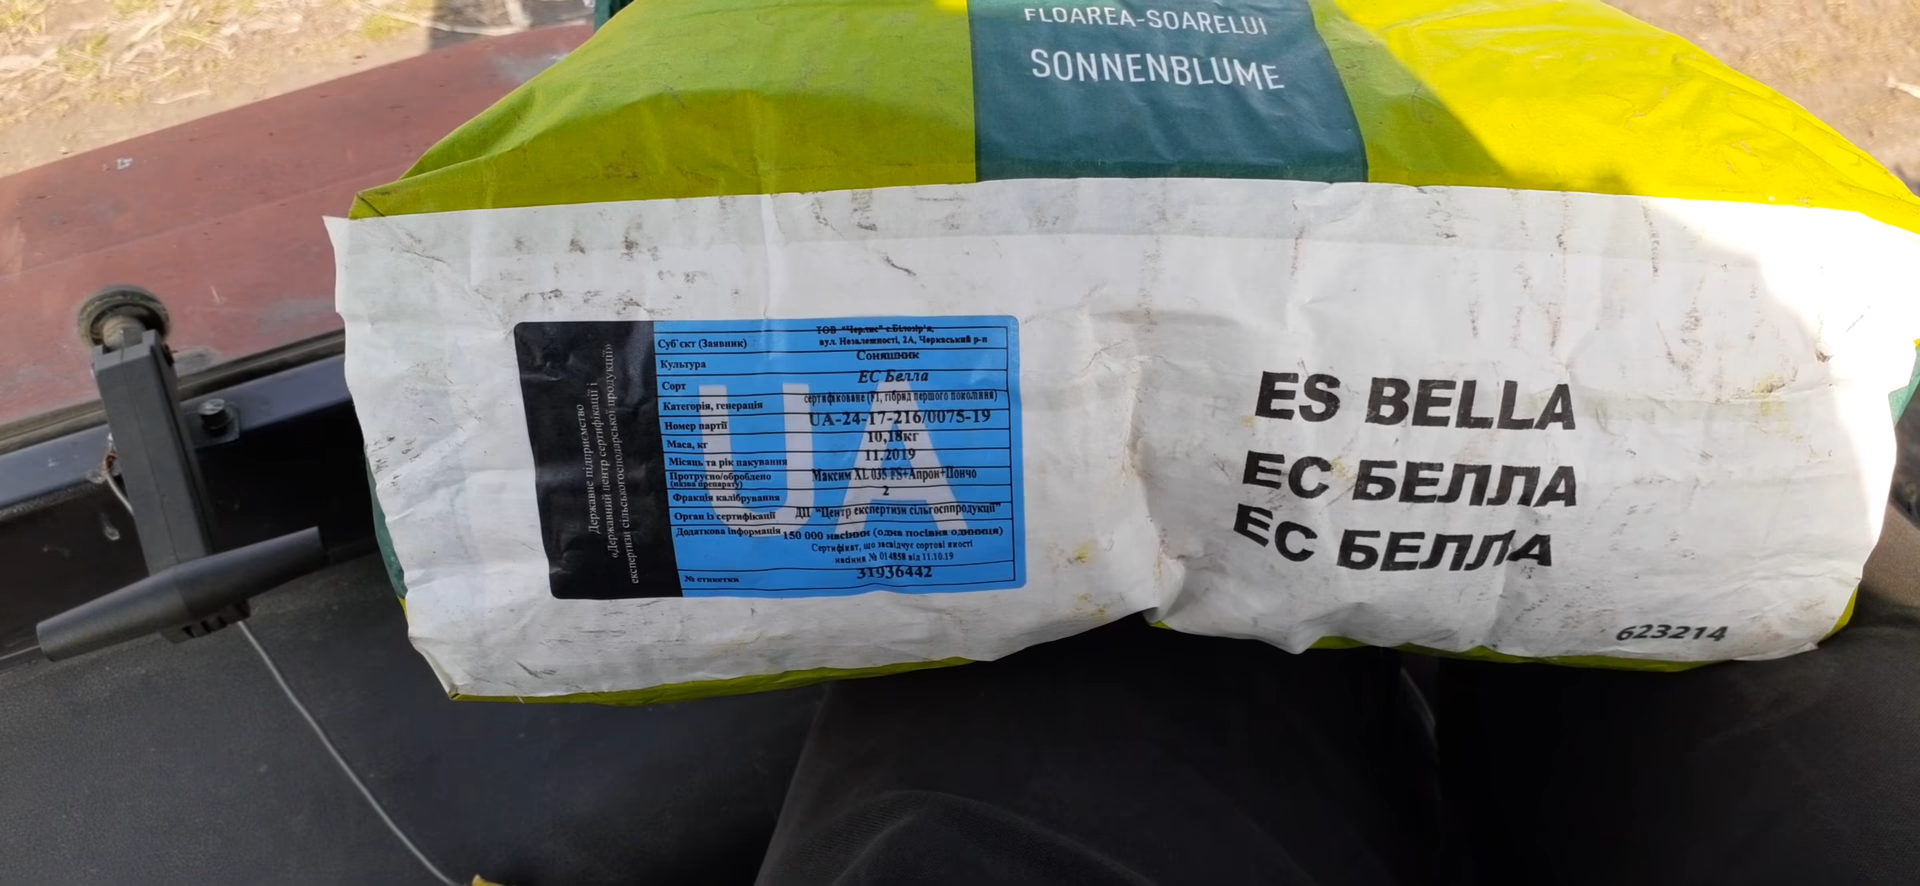 FLOAREA-SOARELUI
SONNENBLUME
Державне підприємство
«Державний центр сертифікації і
експертизи сільськогосподарської продукції»
UA
ТОВ "Черлис" с.Білозір'я,
Суб'єкт (Заявник) вул. Незалежності, 2А, Черкаський р-н
Культура Соняшник
Сорт ЕС Белла
Категорія, генерація сертифіковане (F1, гібрид першого покоління)
Номер партії UA-24-17-216/0075-19
Маса, кг 10,18кг
Місяць та рік пакування 11.2019
Протруєно/оброблено Максим XL 035 FS+Апрон+Пончо
(назва препарату)
Фракція калібрування 2
Орган із сертифікації ДП "Центр експертизи сільгосппродукції"
Додаткова інформація 150 000 насінин (одна посівна одиниця)
Сертифікат, що засвідчує сортові якості
насіння № 014858 від 11.10.19
№ етикетки 31936442
ES BELLA
ЕС БЕЛЛА
ЕС БЕЛЛА
623214